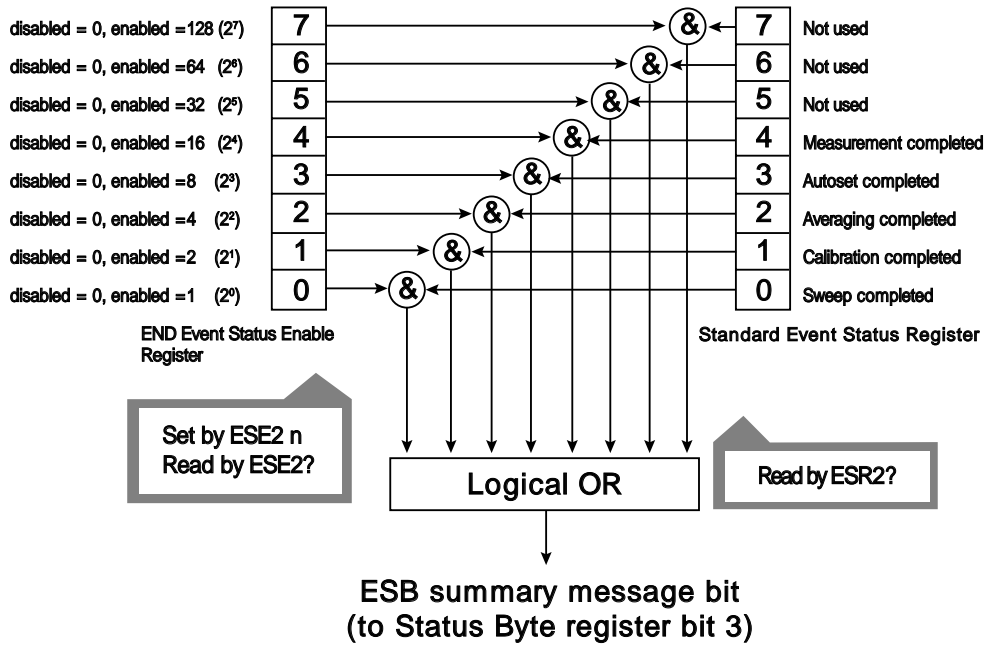 disabled = 0, enabled =128 (2⁷) 7 & 7 Not used
disabled = 0, enabled =64 (2⁶) 6 & 6 Not used
disabled = 0, enabled =32 (2⁵) 5 & 5 Not used
disabled = 0, enabled =16 (2⁴) 4 & 4 Measurement completed
disabled = 0, enabled =8 (2³) 3 & 3 Autoset completed
disabled = 0, enabled =4 (2²) 2 & 2 Averaging completed
disabled = 0, enabled =2 (2¹) 1 & 1 Calibration completed
disabled = 0, enabled =1 (2⁰) 0 & 0 Sweep completed
END Event Status Enable
Register
Standard Event Status Register
Set by ESE2 n
Read by ESE2?
Logical OR
Read by ESR2?
ESB summary message bit
(to Status Byte register bit 3)